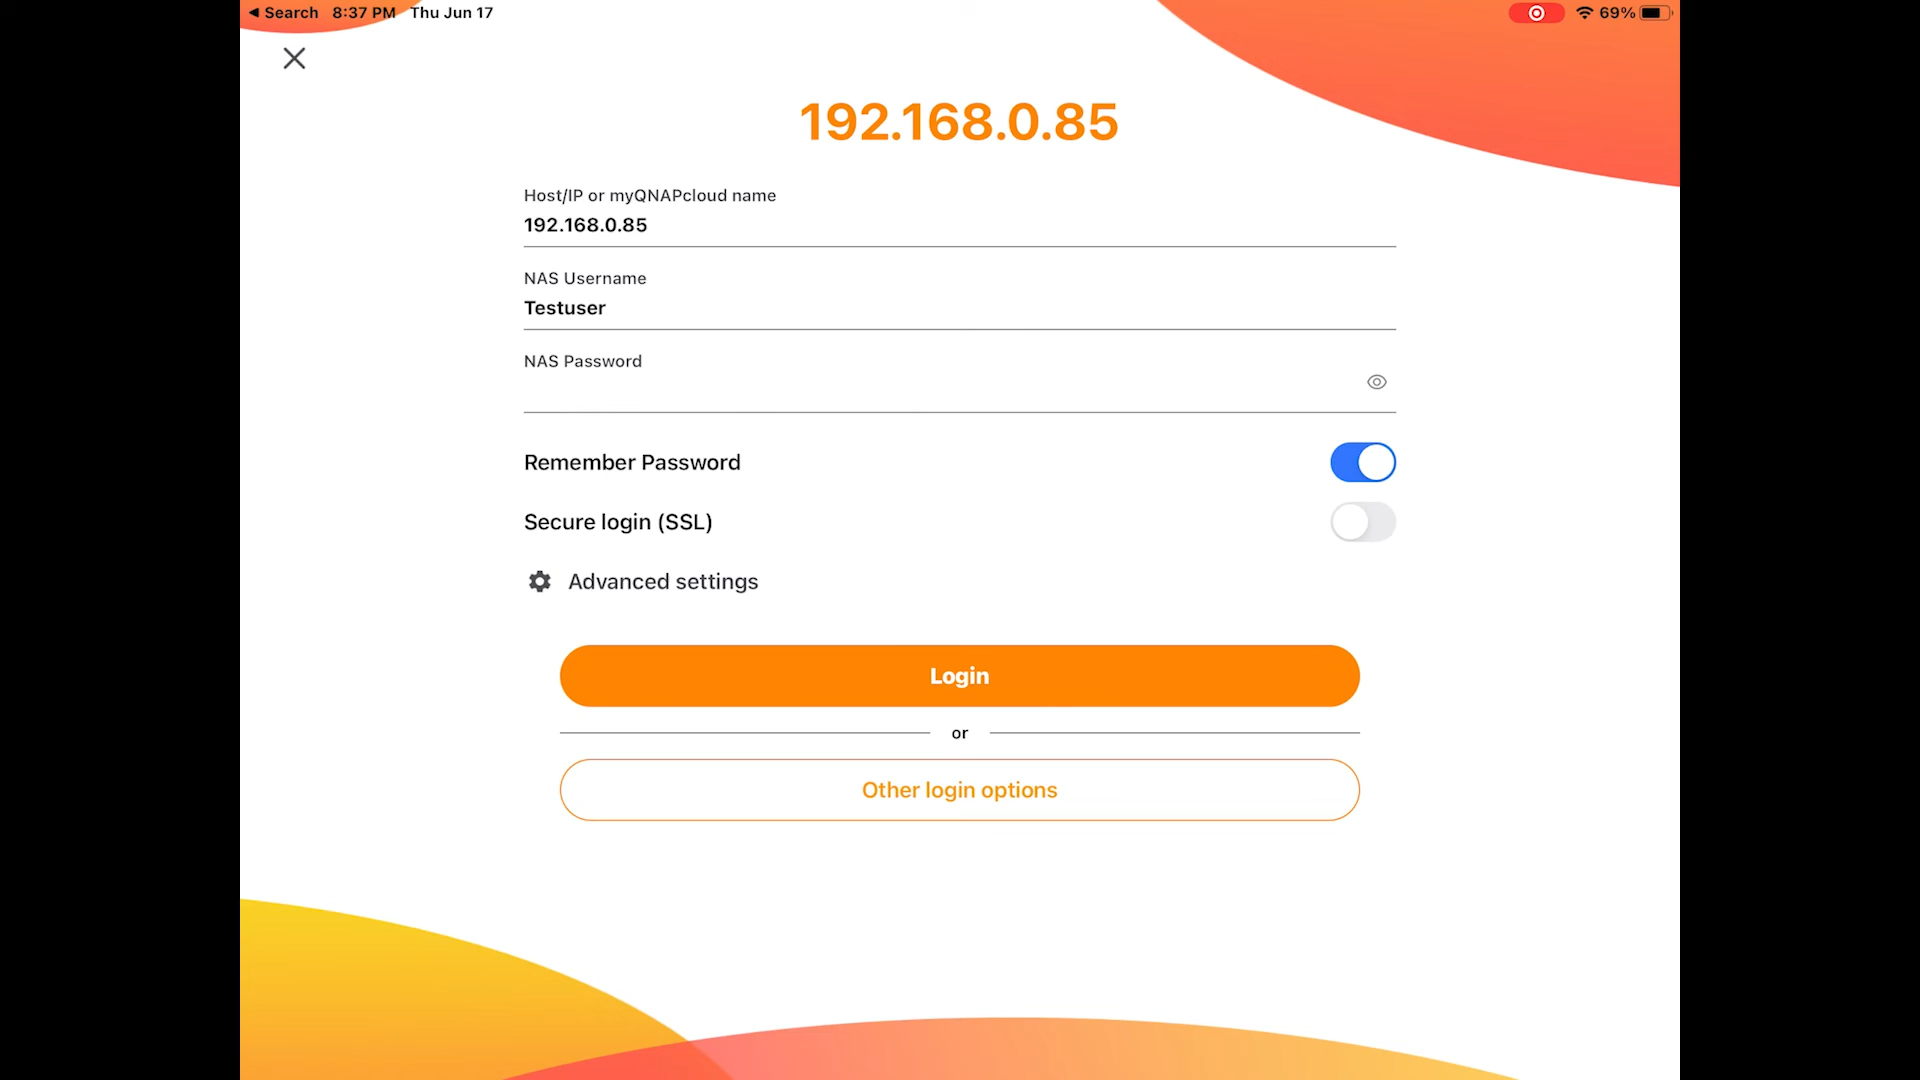 Search 8:37 PM Thu Jun 17 69%
192.168.0.85
Host/IP or myQNAPcloud name
192.168.0.85
NAS Username
Testuser
NAS Password
Remember Password
Secure login (SSL)
Advanced settings
Login
or
Other login options